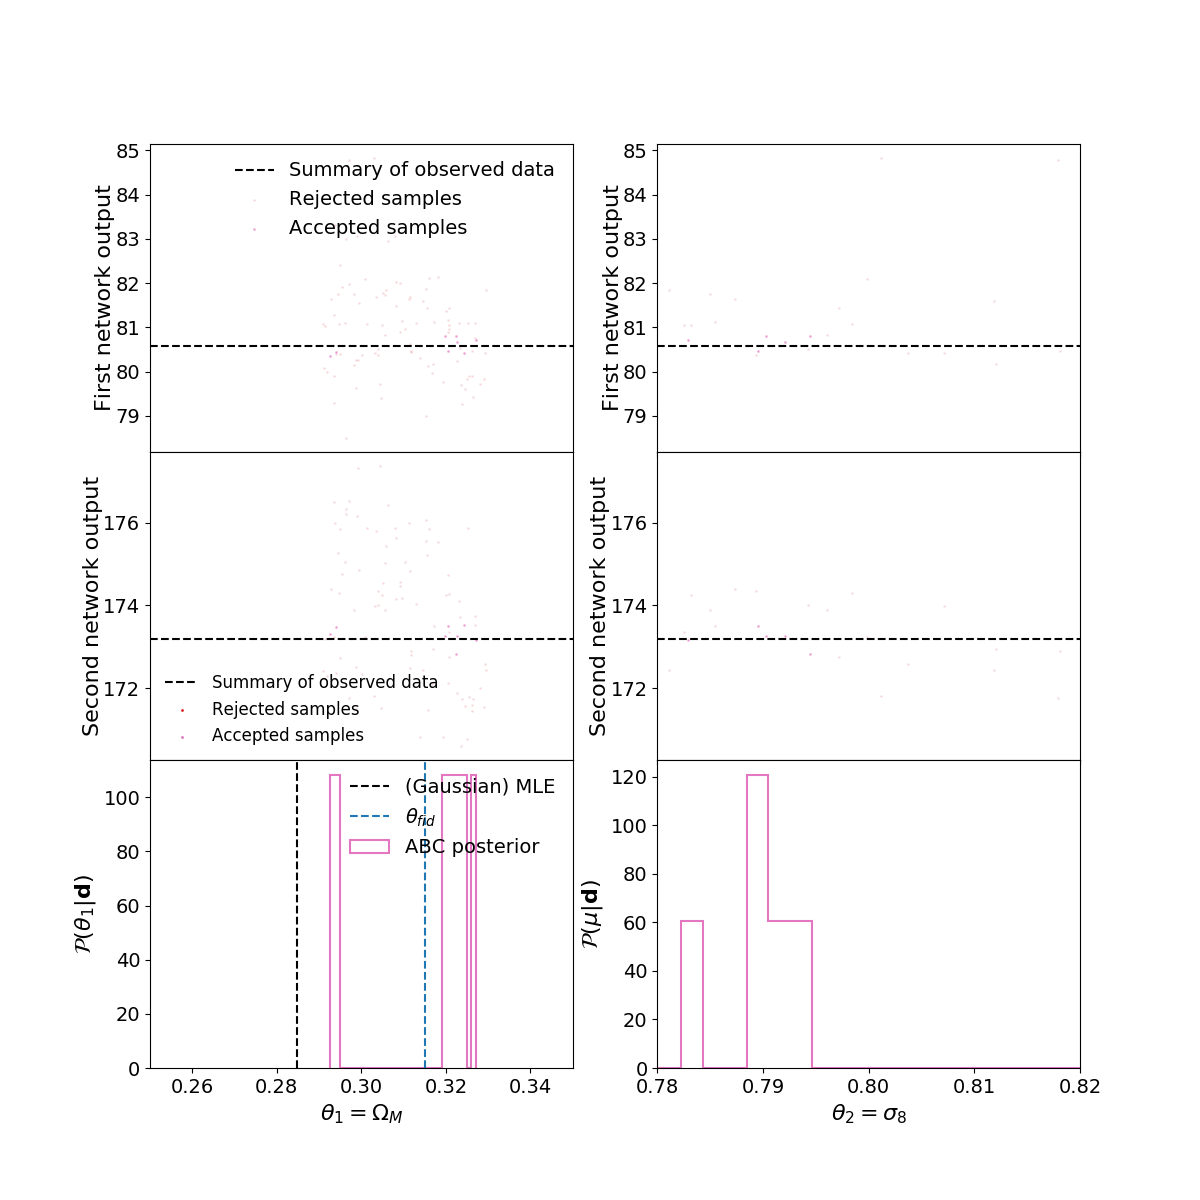 85
84
83
82
81
80
79
First network output
Summary of observed data
Rejected samples
Accepted samples
85
84
83
82
81
80
79
First network output
176
174
172
Second network output
Summary of observed data
Rejected samples
Accepted samples
176
174
172
Second network output
100
80
60
40
20
0
𝒫(θ₁|𝐝)
(Gaussian) MLE
θ_fid
ABC posterior
0.26 0.28 0.30 0.32 0.34
θ₁ = Ω_M
120
100
80
60
40
20
0
𝒫(μ|𝐝)
0.78 0.79 0.80 0.81 0.82
θ₂ = σ₈